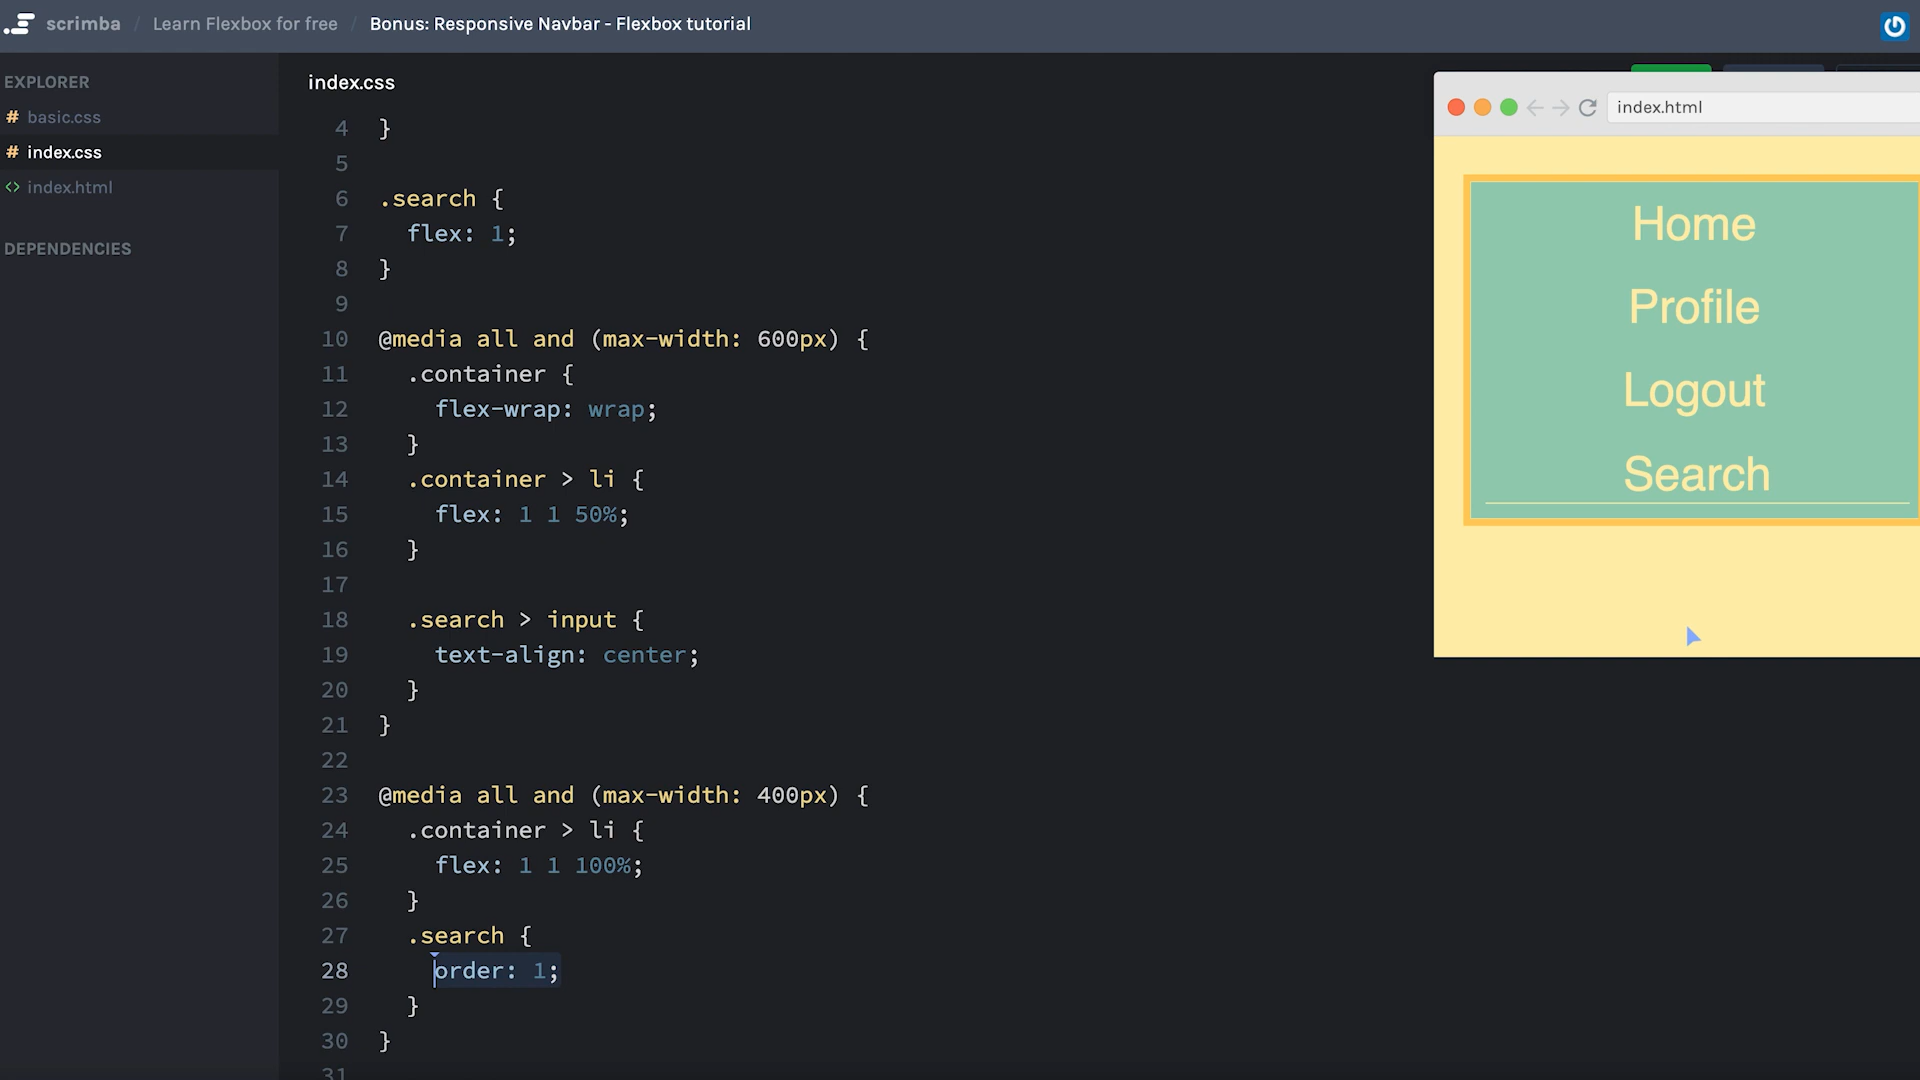 scrimba / Learn Flexbox for free / Bonus: Responsive Navbar - Flexbox tutorial
EXPLORER
# basic.css
# index.css
<> index.html
DEPENDENCIES
index.css
4 }
5
6 .search {
7 flex: 1;
8 }
9
10 @media all and (max-width: 600px) {
11 .container {
12 flex-wrap: wrap;
13 }
14 .container > li {
15 flex: 1 1 50%;
16 }
17
18 .search > input {
19 text-align: center;
20 }
21 }
22
23 @media all and (max-width: 400px) {
24 .container > li {
25 flex: 1 1 100%;
26 }
27 .search {
28 order: 1;
29 }
30 }
31
index.html
Home
Profile
Logout
Search